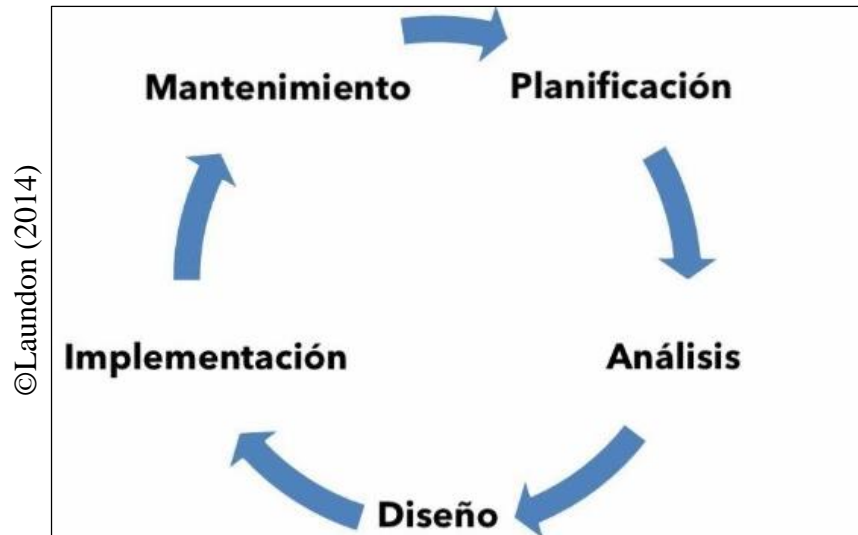 Mantenimiento
Planificación
Implementación
Análisis
Diseño
©Laundon (2014)